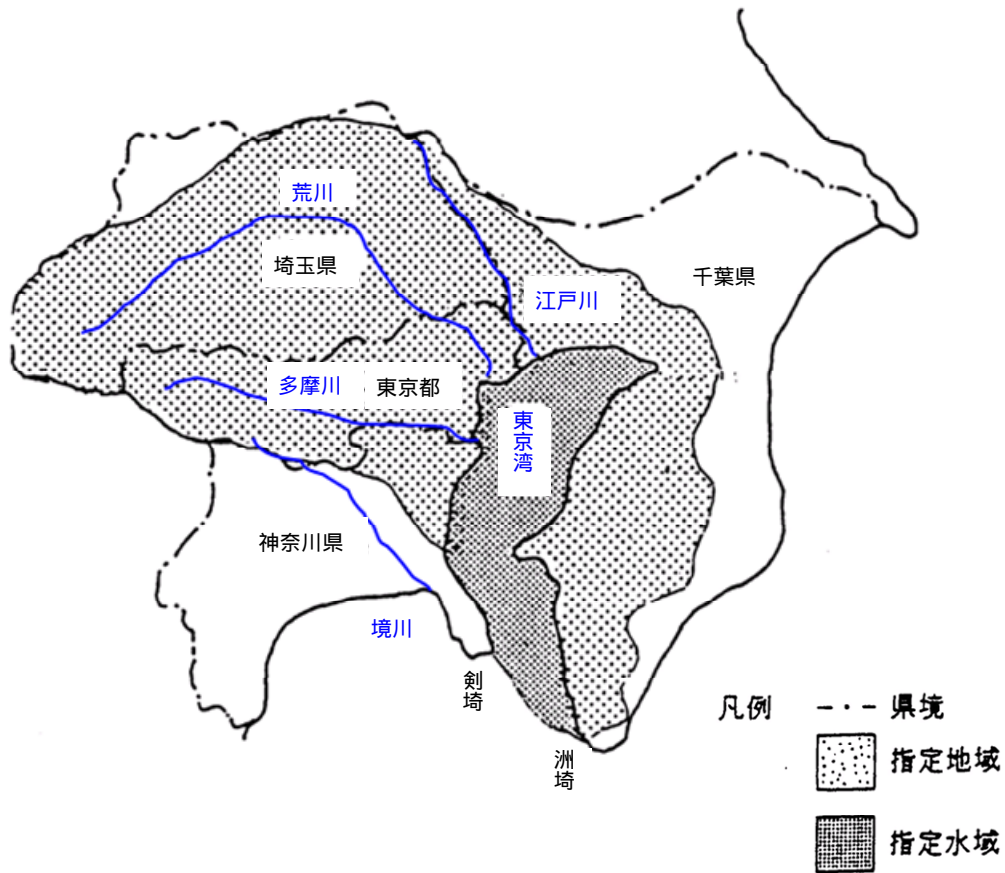 荒川
埼玉県
千葉県
江戸川
多摩川
東京都
東京湾
神奈川県
境川
剣埼
洲埼
凡例
県境
指定地域
指定水域